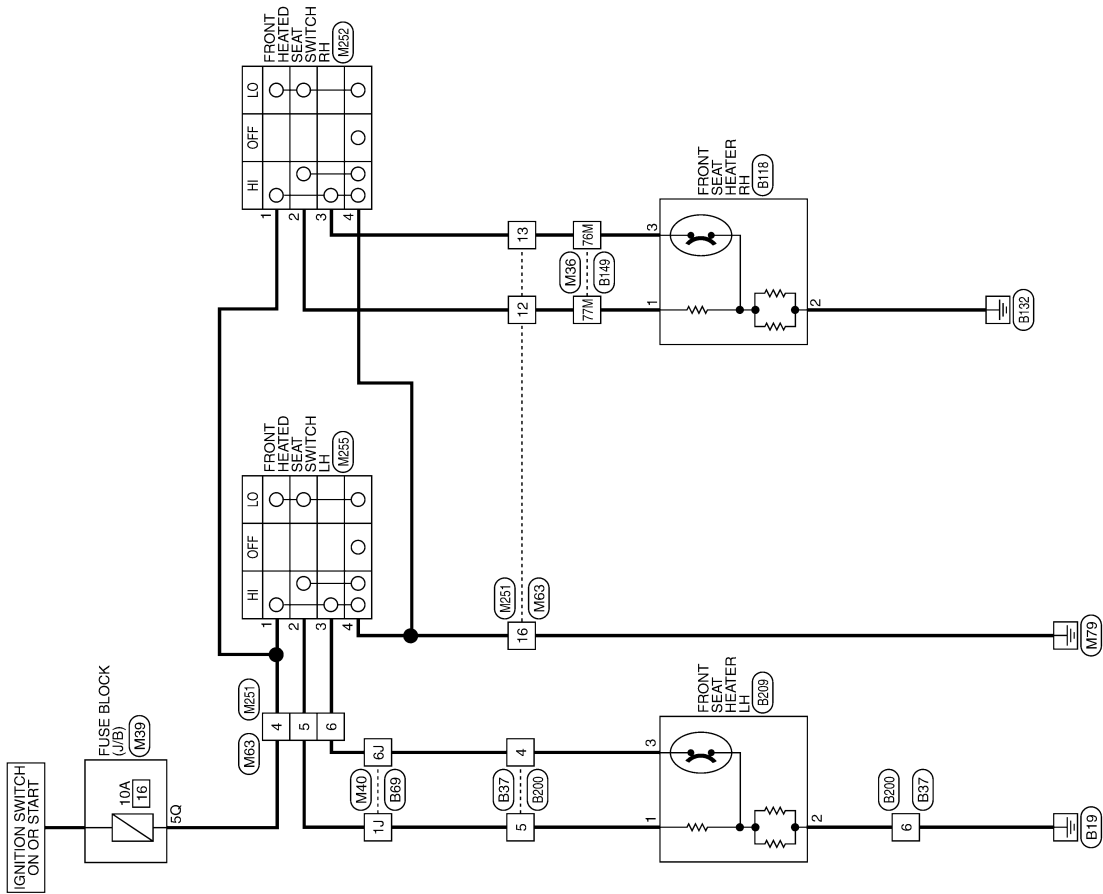 IGNITION SWITCH
ON OR START
FUSE BLOCK
(J/B)
M39
10A
16
5Q
M63
M251
4
5
6
FRONT
HEATED
SEAT
SWITCH
LH
M255
HI
OFF
LO
1
2
3
4
FRONT
HEATED
SEAT
SWITCH
RH
M252
HI
OFF
LO
1
2
3
4
1J
M40
B69
6J
5
B37
B200
4
16
M251
M63
12
13
77M
M36
B149
76M
FRONT
SEAT
HEATER
LH
B209
1
3
2
FRONT
SEAT
HEATER
RH
B118
1
3
2
6
B200
B37
B19
M79
B132